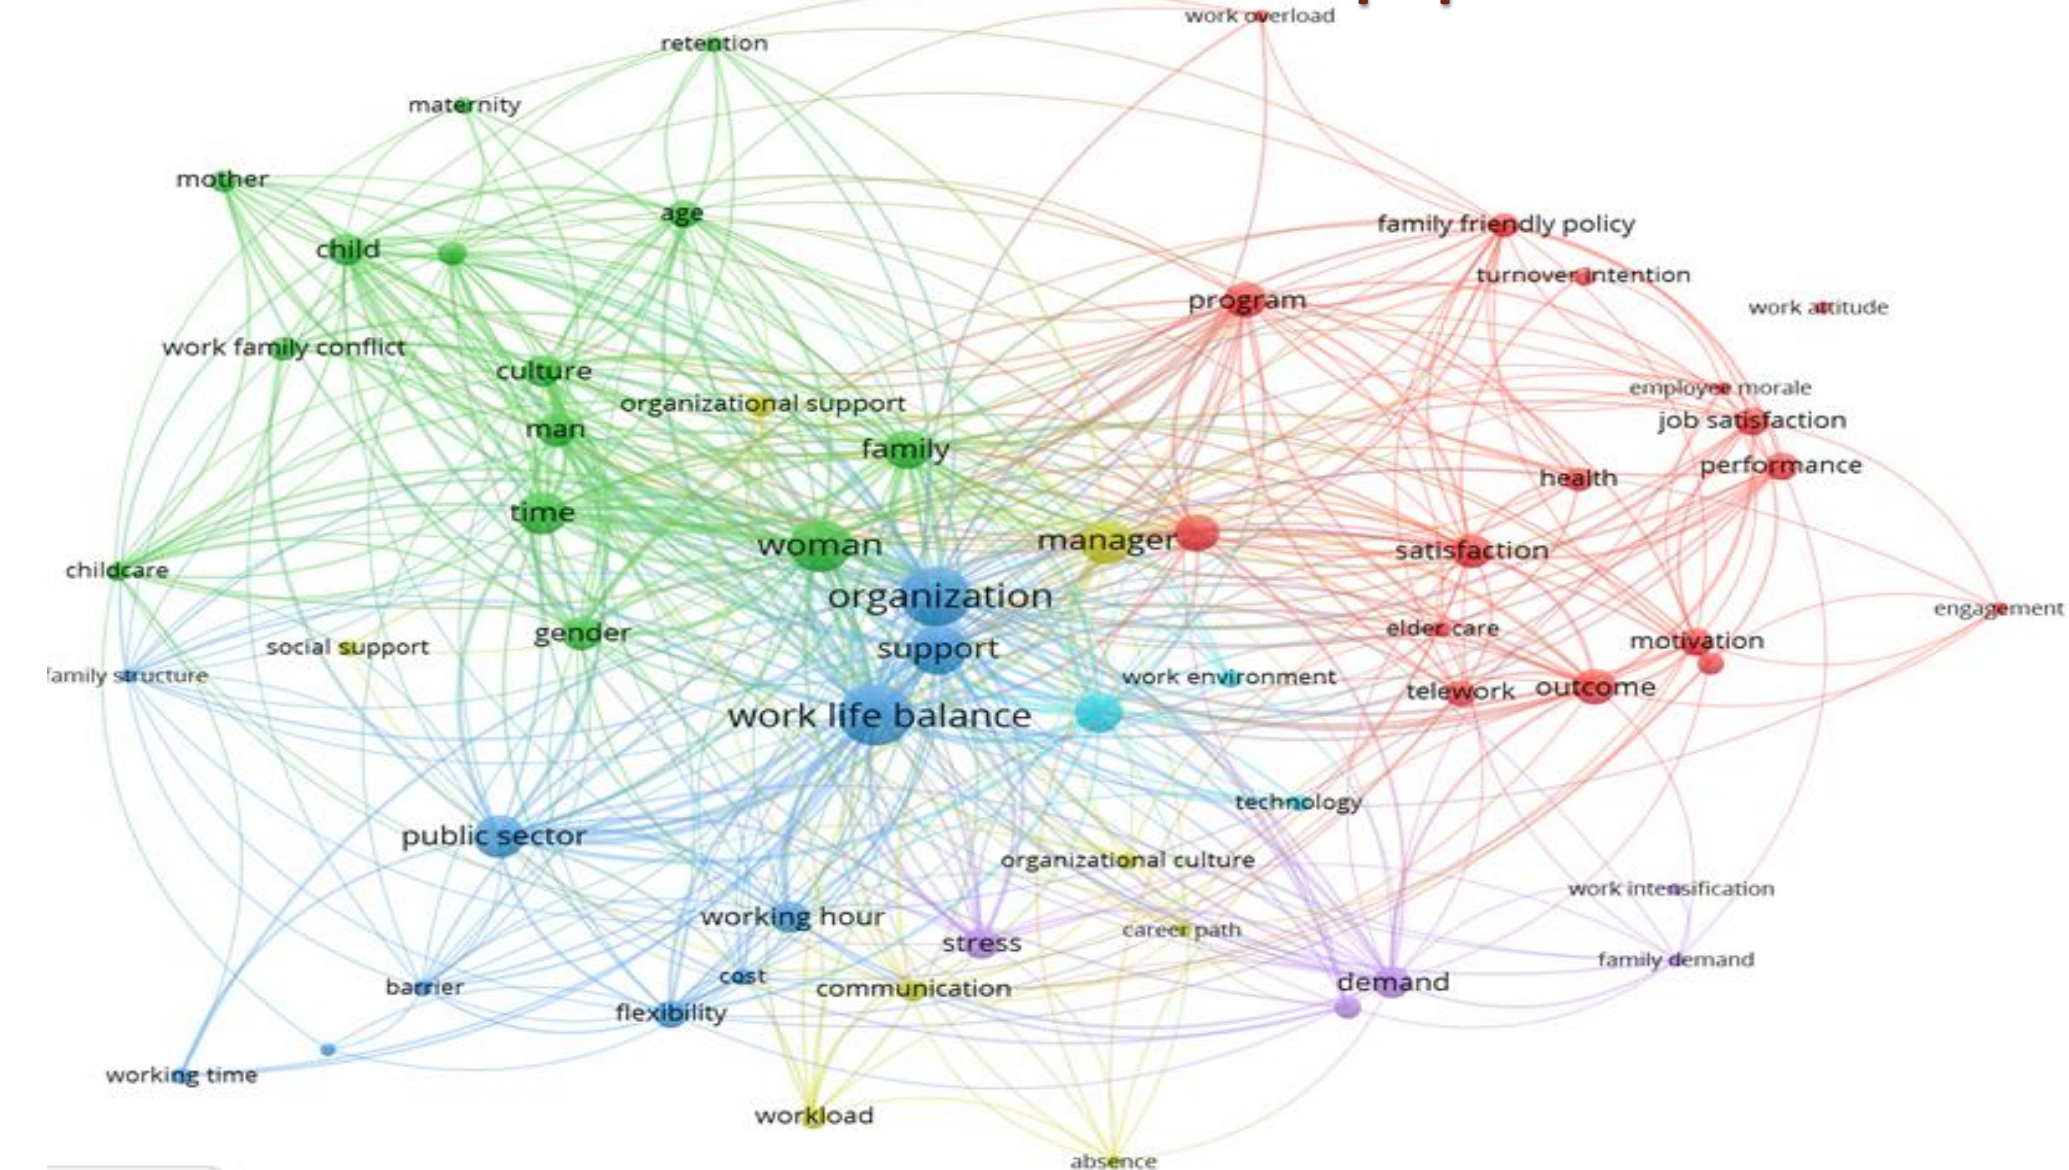 work overload
retention
maternity
mother
age
child
family friendly policy
turnover intention
program
work attitude
work family conflict
culture
employee morale
organizational support
job satisfaction
man
family
performance
health
time
woman
manager
satisfaction
childcare
organization
engagement
elder care
gender
motivation
social support
support
family structure
work environment
telework
outcome
work life balance
technology
public sector
organizational culture
work intensification
working hour
career path
stress
family demand
cost
demand
barrier
communication
flexibility
working time
workload
absence